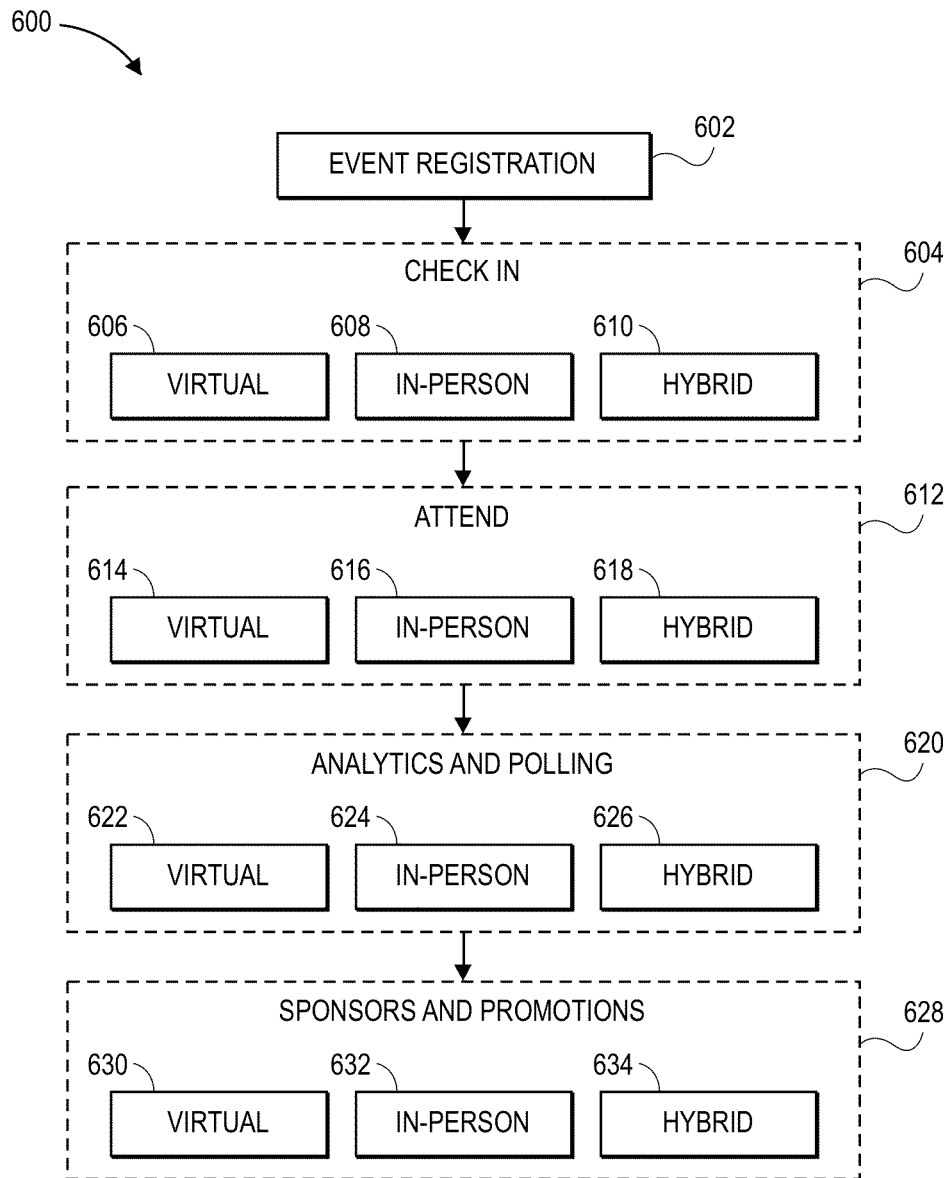 600
602
EVENT REGISTRATION
604
CHECK IN
606 608 610
VIRTUAL IN-PERSON HYBRID
612
ATTEND
614 616 618
VIRTUAL IN-PERSON HYBRID
620
ANALYTICS AND POLLING
622 624 626
VIRTUAL IN-PERSON HYBRID
628
SPONSORS AND PROMOTIONS
630 632 634
VIRTUAL IN-PERSON HYBRID